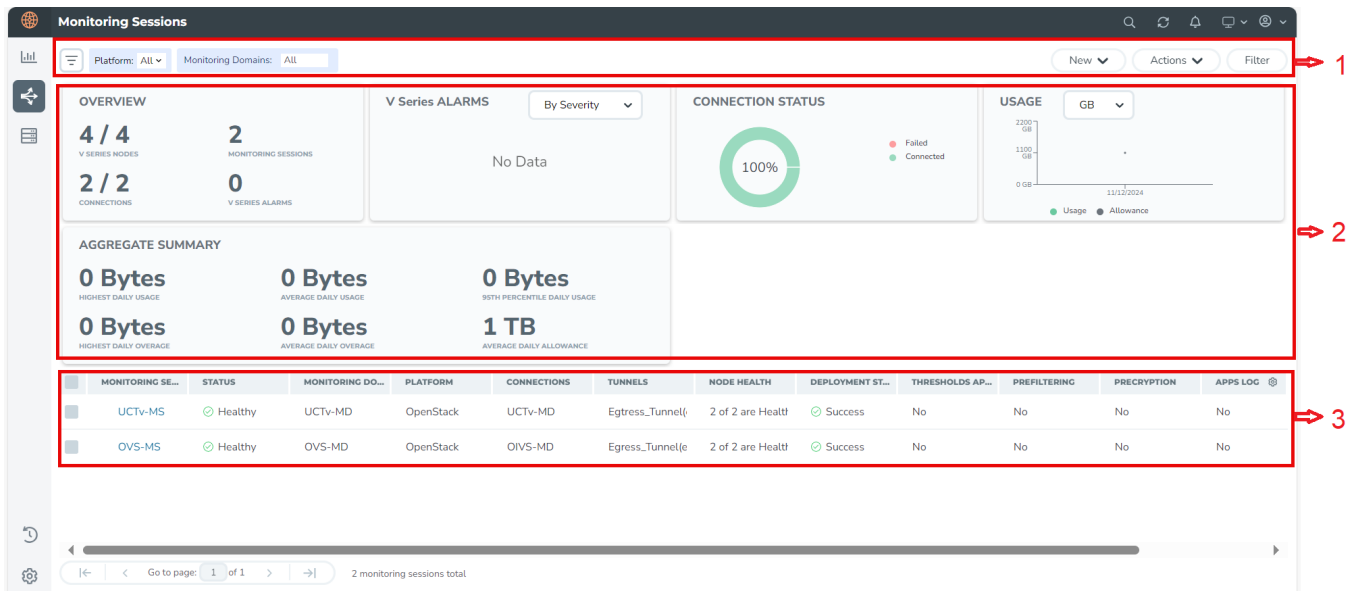 Monitoring Sessions
Platform: All Monitoring Domains: All New Actions Filter
1
OVERVIEW
4 / 4 2
V SERIES NODES MONITORING SESSIONS
2 / 2 0
CONNECTIONS V SERIES ALARMS
V Series ALARMS By Severity
No Data
CONNECTION STATUS
100%
Failed
Connected
USAGE GB
2200
GB
1100
GB
0 GB
11/12/2024
Usage Allowance
2
AGGREGATE SUMMARY
0 Bytes 0 Bytes 0 Bytes
HIGHEST DAILY USAGE AVERAGE DAILY USAGE 95TH PERCENTILE DAILY USAGE
0 Bytes 0 Bytes 1 TB
HIGHEST DAILY OVERAGE AVERAGE DAILY OVERAGE AVERAGE DAILY ALLOWANCE
MONITORING SE... STATUS MONITORING DO... PLATFORM CONNECTIONS TUNNELS NODE HEALTH DEPLOYMENT ST... THRESHOLDS AP... PREFILTERING PRECRYPTION APPS LOG
UCTv-MS Healthy UCTv-MD OpenStack UCTv-MD Egtress_Tunnel( 2 of 2 are Healt Success No No No No
3
OVS-MS Healthy OVS-MD OpenStack OIVS-MD Egress_Tunnel(e 2 of 2 are Healt Success No No No No
Go to page: 1 of 1 2 monitoring sessions total